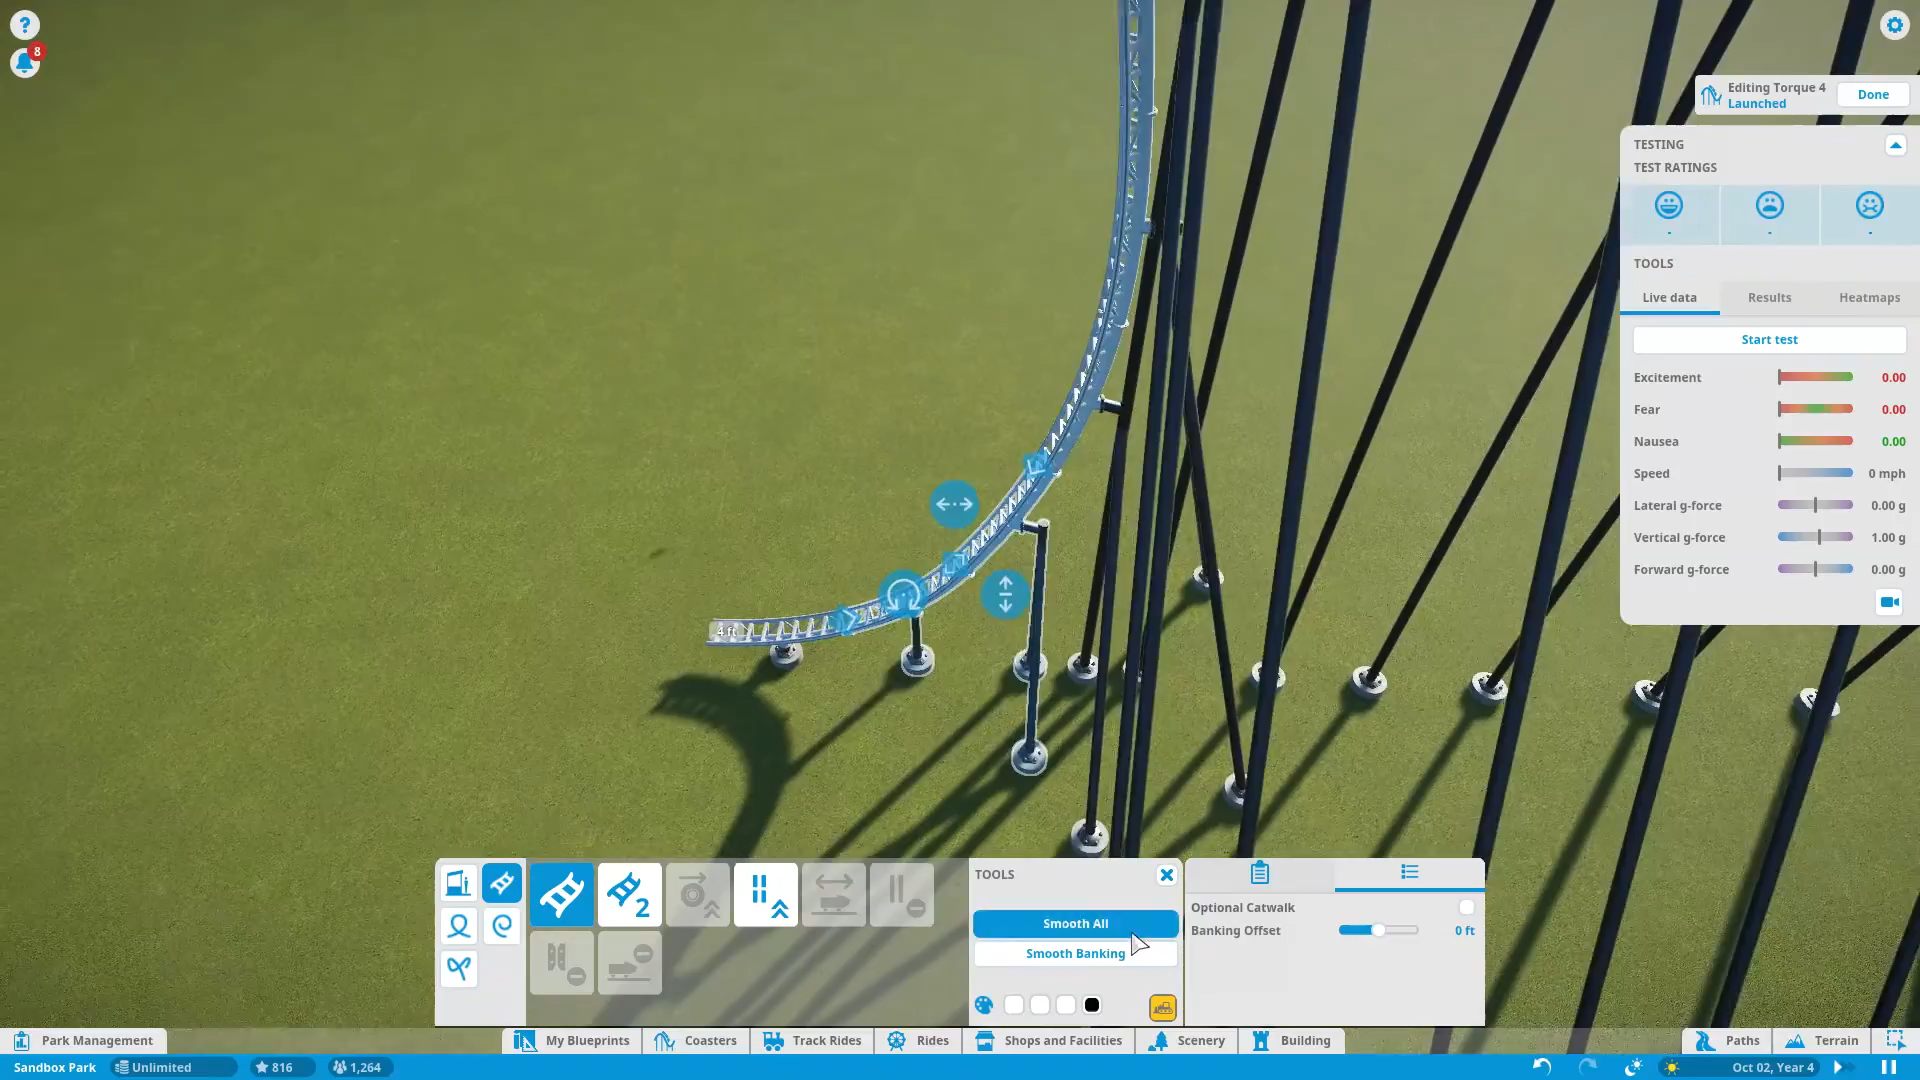 ?
8
Editing Torque 4
Launched
Done
TESTING
TEST RATINGS
-
-
-
TOOLS
Live data
Results
Heatmaps
Start test
Excitement
0.00
Fear
0.00
Nausea
0.00
Speed
0 mph
Lateral g-force
0.00 g
Vertical g-force
1.00 g
Forward g-force
0.00 g
4 ft
2
TOOLS
Smooth All
Smooth Banking
Optional Catwalk
Banking Offset
0 ft
Park Management
My Blueprints
Coasters
Track Rides
Rides
Shops and Facilities
Scenery
Building
Paths
Terrain
Sandbox Park
Unlimited
816
1,264
Oct 02, Year 4